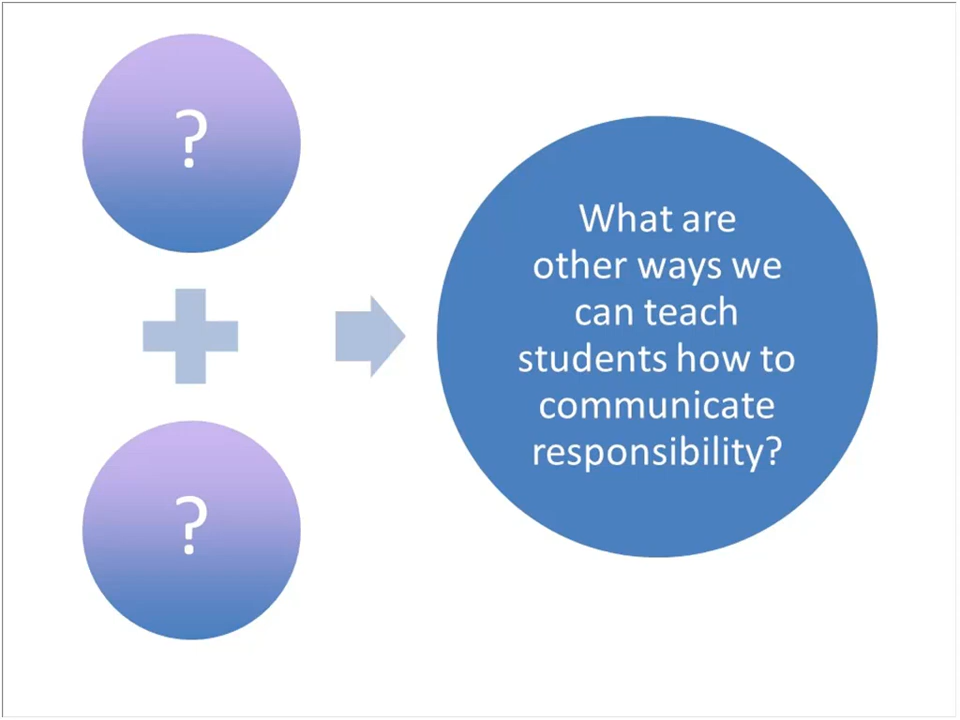 ?
?
What are
other ways we
can teach
students how to
communicate
responsibility?